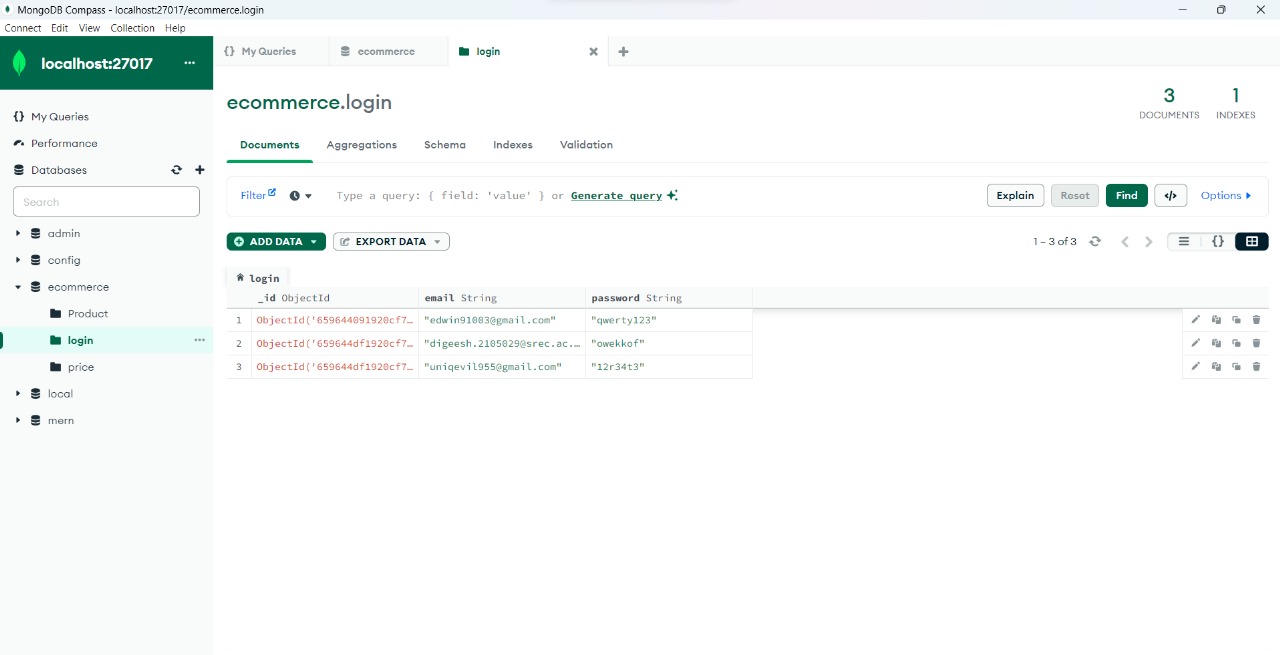 MongoDB Compass - localhost:27017/ecommerce.login
Connect Edit View Collection Help
localhost:27017 ...
{} My Queries
ecommerce
login
My Queries
Performance
Databases
Search
admin
config
ecommerce
Product
login ...
price
local
mern
ecommerce.login
3
DOCUMENTS
1
INDEXES
Documents Aggregations Schema Indexes Validation
Filter Type a query: { field: 'value' } or Generate query Explain Reset Find </> Options
ADD DATA EXPORT DATA 1 – 3 of 3 {}
login
_id ObjectId email String password String
1 ObjectId('659644091920cf7… "edwin91003@gmail.com" "qwerty123"
2 ObjectId('659644df1920cf7… "digeesh.2105029@srec.ac.… "owekkof"
3 ObjectId('659644df1920cf7… "uniqevil955@gmail.com" "12r34t3"